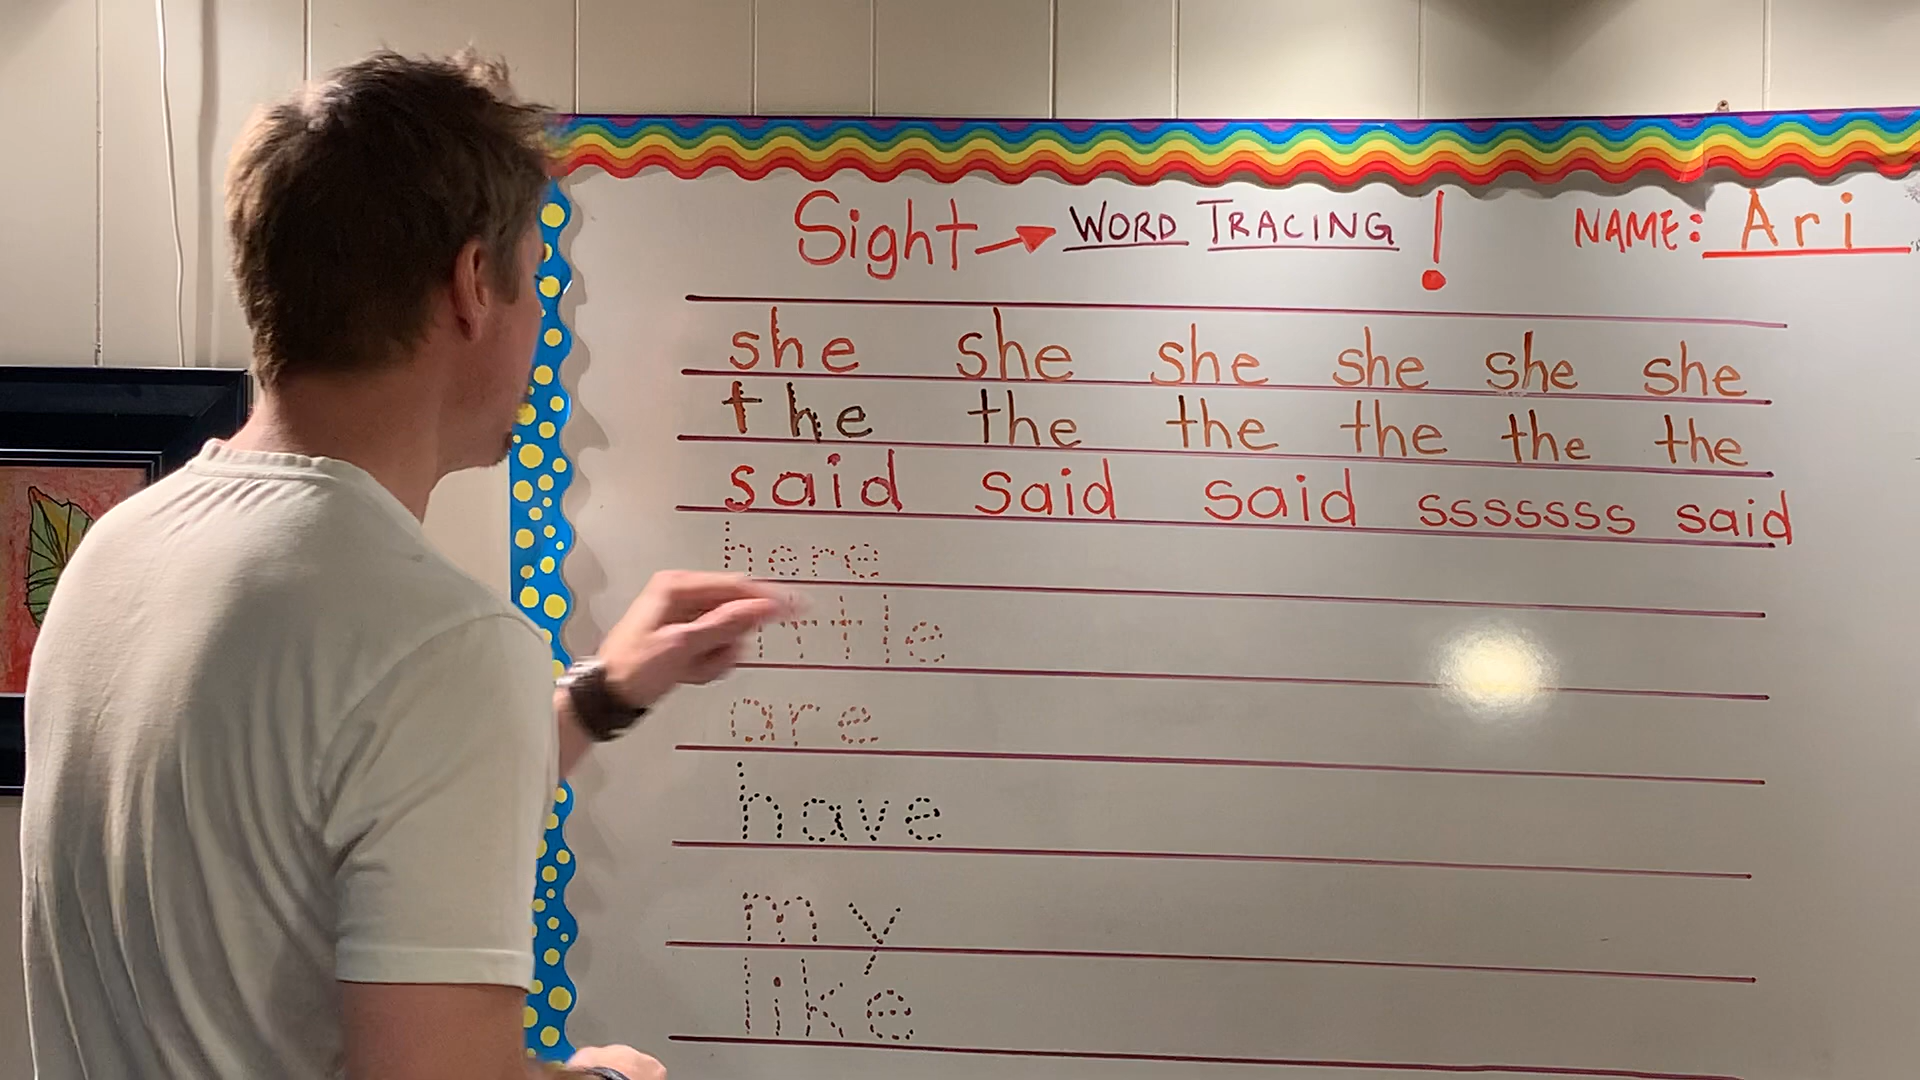 Sight → WORD TRACING ! NAME: Ari
she she she she she she
the the the the the the
said said said sssssss said
here
are
have
my
like